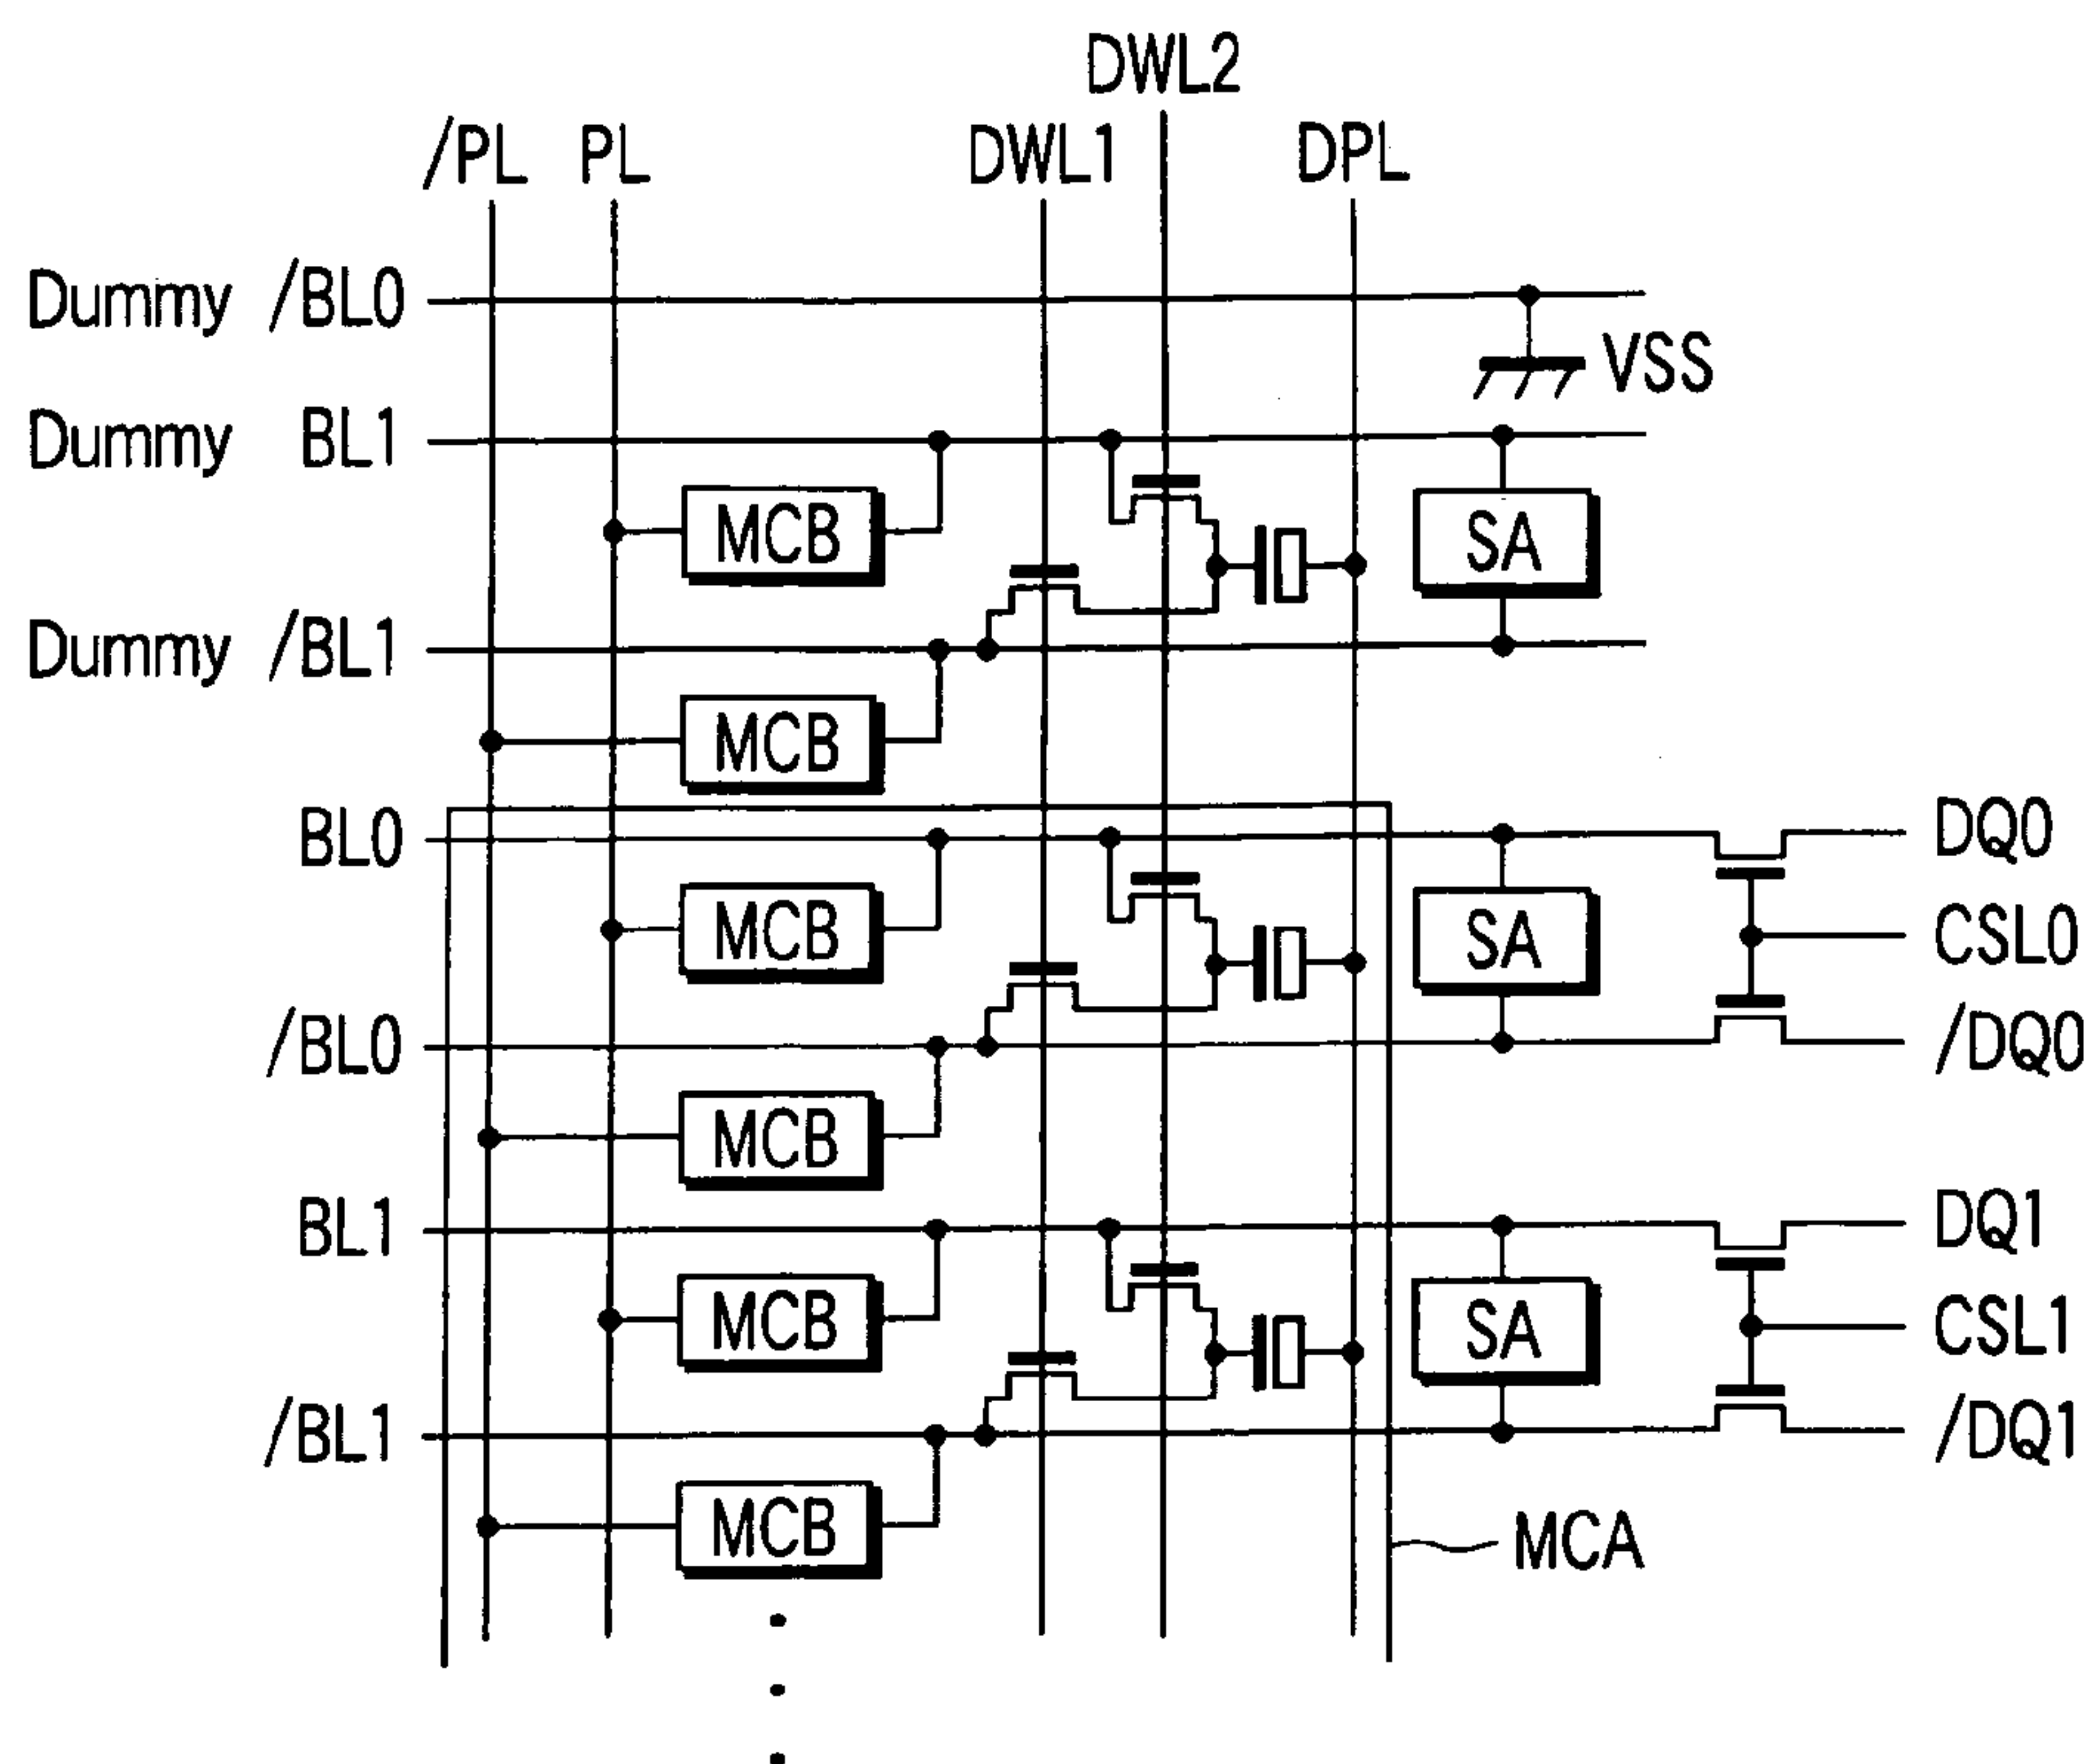 DWL2
/PL PL DWL1 DPL
Dummy /BL0
VSS
Dummy BL1
MCB SA
Dummy /BL1
MCB
BL0 DQ0
MCB SA CSL0
/BL0 /DQ0
MCB
BL1 DQ1
MCB SA CSL1
/BL1 /DQ1
MCB MCA